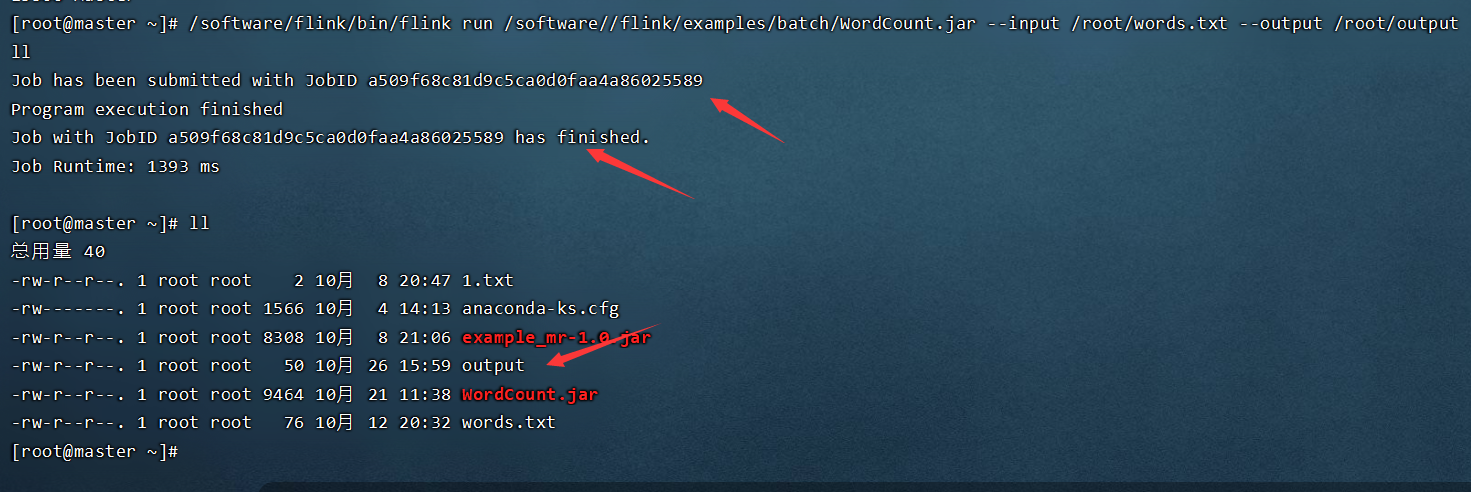 [root@master ~]# /software/flink/bin/flink run /software//flink/examples/batch/WordCount.jar --input /root/words.txt --output /root/output
ll
Job has been submitted with JobID a509f68c81d9c5ca0d0faa4a86025589
Program execution finished
Job with JobID a509f68c81d9c5ca0d0faa4a86025589 has finished.
Job Runtime: 1393 ms
[root@master ~]# ll
总用量 40
-rw-r--r--. 1 root root    2 10月  8 20:47 1.txt
-rw-------. 1 root root 1566 10月  4 14:13 anaconda-ks.cfg
-rw-r--r--. 1 root root 8308 10月  8 21:06 example_mr-1.0.jar
-rw-r--r--. 1 root root   50 10月 26 15:59 output
-rw-r--r--. 1 root root 9464 10月 21 11:38 WordCount.jar
-rw-r--r--. 1 root root   76 10月 12 20:32 words.txt
[root@master ~]#